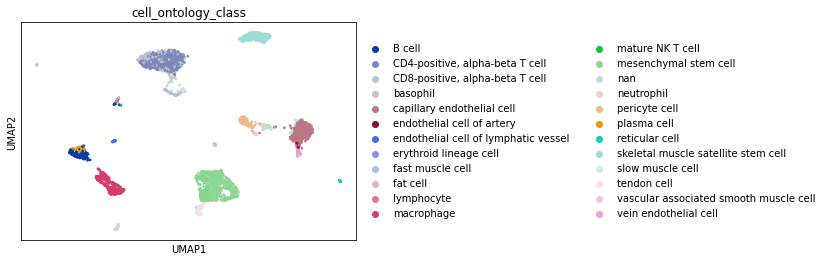 cell_ontology_class
UMAP2
UMAP1
B cell
CD4-positive, alpha-beta T cell
CD8-positive, alpha-beta T cell
basophil
capillary endothelial cell
endothelial cell of artery
endothelial cell of lymphatic vessel
erythroid lineage cell
fast muscle cell
fat cell
lymphocyte
macrophage
mature NK T cell
mesenchymal stem cell
nan
neutrophil
pericyte cell
plasma cell
reticular cell
skeletal muscle satellite stem cell
slow muscle cell
tendon cell
vascular associated smooth muscle cell
vein endothelial cell